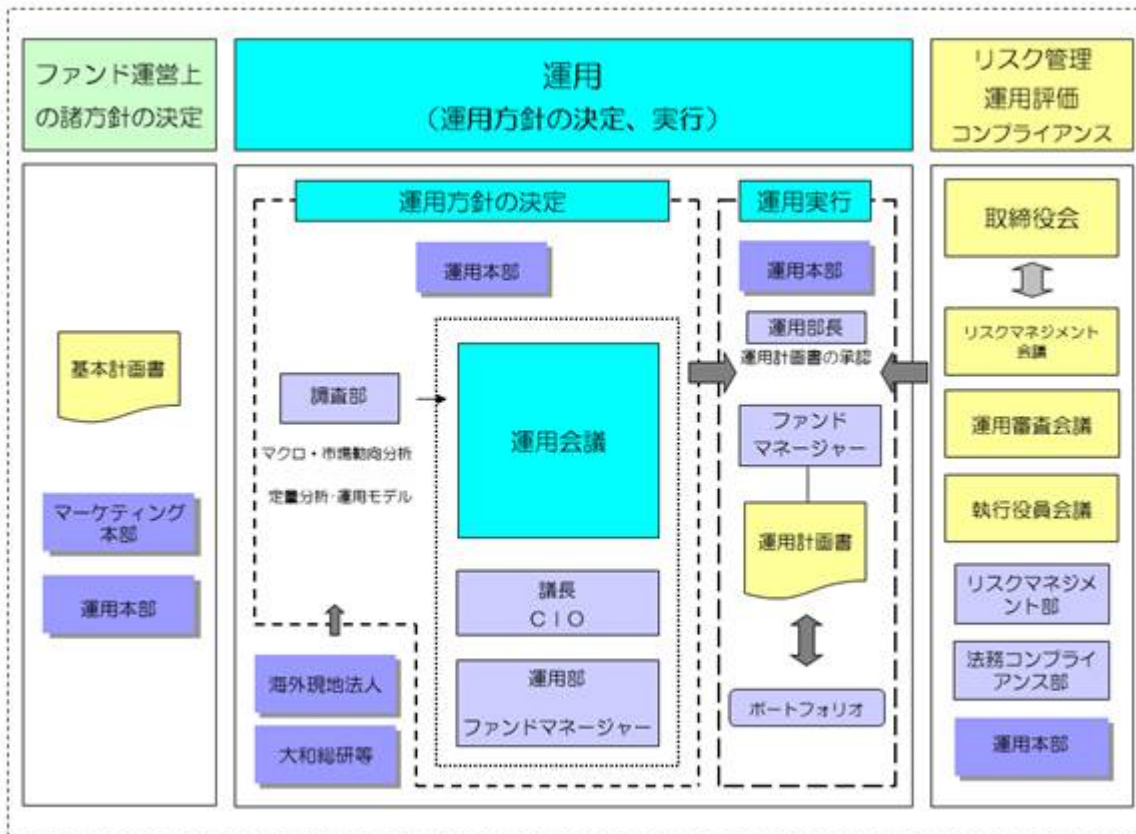 ファンド運営上
の諸方針の決定
運用
（運用方針の決定、実行）
リスク管理
運用評価
コンプライアンス
基本計画書
マーケティング
本部
運用本部
運用方針の決定
運用本部
調査部
マクロ・市場動向分析
定量分析・運用モデル
運用会議
議長
ＣＩＯ
運用部
ファンドマネージャー
海外現地法人
大和総研等
運用実行
運用本部
運用部長
運用計画書の承認
ファンド
マネージャー
運用計画書
ポートフォリオ
取締役会
リスクマネジメント
会議
運用審査会議
執行役員会議
リスクマネジメ
ント部
法務コンプライ
アンス部
運用本部